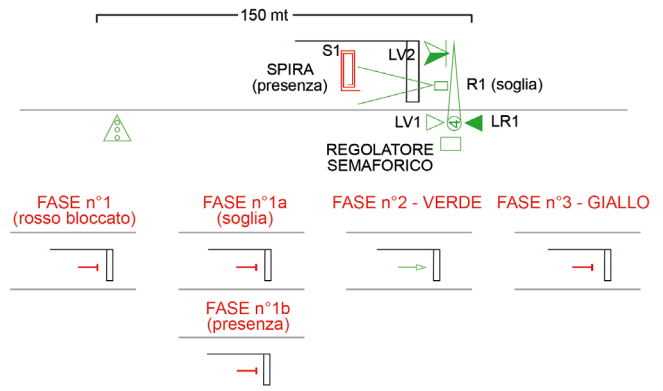 150 mt
S1
LV2
SPIRA
(presenza)
R1 (soglia)
LV1
4
LR1
REGOLATORE
SEMAFORICO
FASE n°1
(rosso bloccato)
FASE n°1a
(soglia)
FASE n°2 - VERDE
FASE n°3 - GIALLO
FASE n°1b
(presenza)